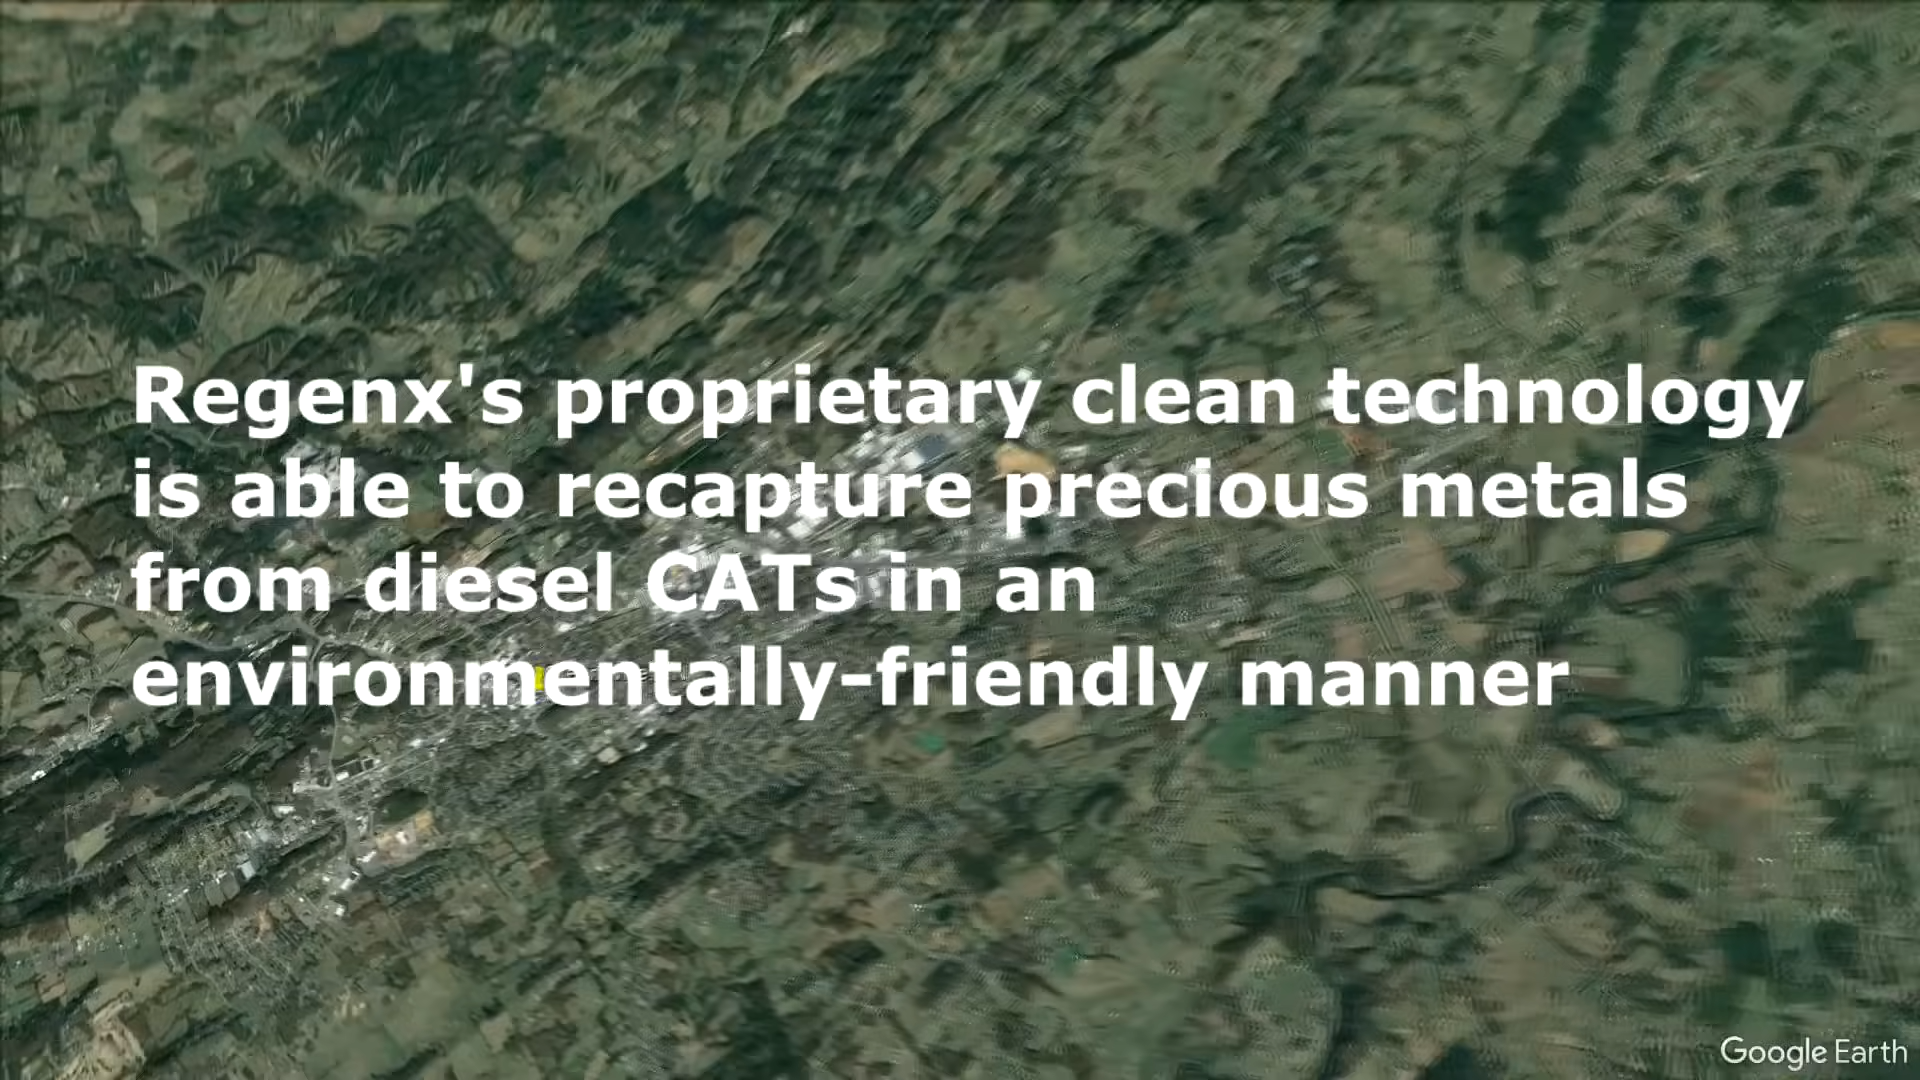 Regenx's proprietary clean technology
is able to recapture precious metals
from diesel CATs in an
environmentally-friendly manner
Google Earth